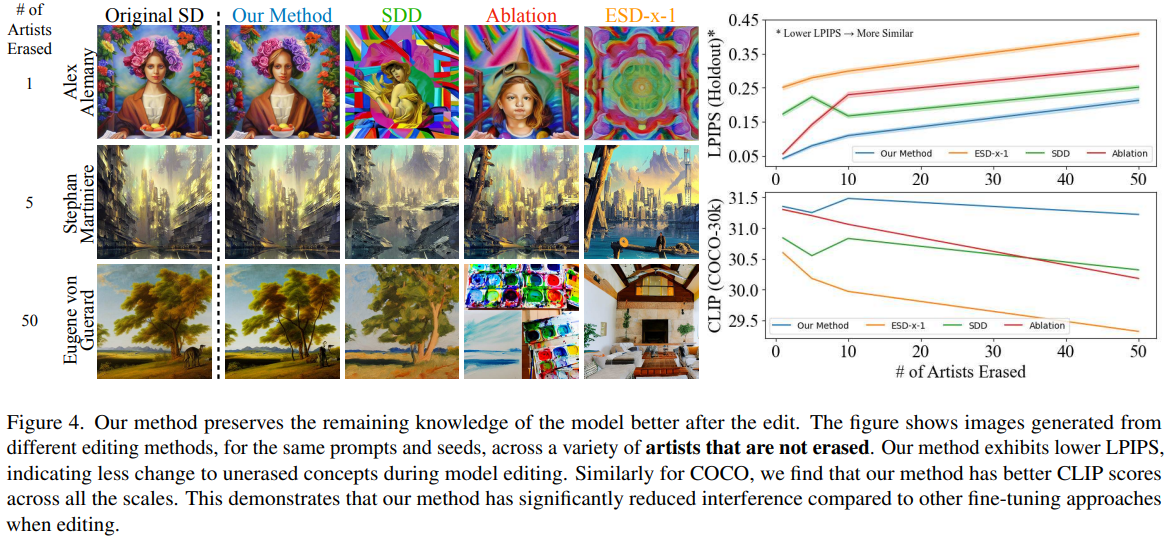 # of
Artists
Erased
Original SD
Our Method
SDD
Ablation
ESD-x-1
1
Alex
Alemany
5
Stephan
Martiniere
50
Eugene von
Guerard
* Lower LPIPS → More Similar
LPIPS (Holdout)*
0.45
0.35
0.25
0.15
0.05
Our Method
ESD-x-1
SDD
Ablation
0
10
20
30
40
50
CLIP (COCO-30k)
31.5
31.0
30.5
30.0
29.5
Our Method
ESD-x-1
SDD
Ablation
0
10
20
30
40
50
# of Artists Erased
Figure 4. Our method preserves the remaining knowledge of the model better after the edit. The figure shows images generated from
different editing methods, for the same prompts and seeds, across a variety of artists that are not erased. Our method exhibits lower LPIPS,
indicating less change to unerased concepts during model editing. Similarly for COCO, we find that our method has better CLIP scores
across all the scales. This demonstrates that our method has significantly reduced interference compared to other fine-tuning approaches
when editing.